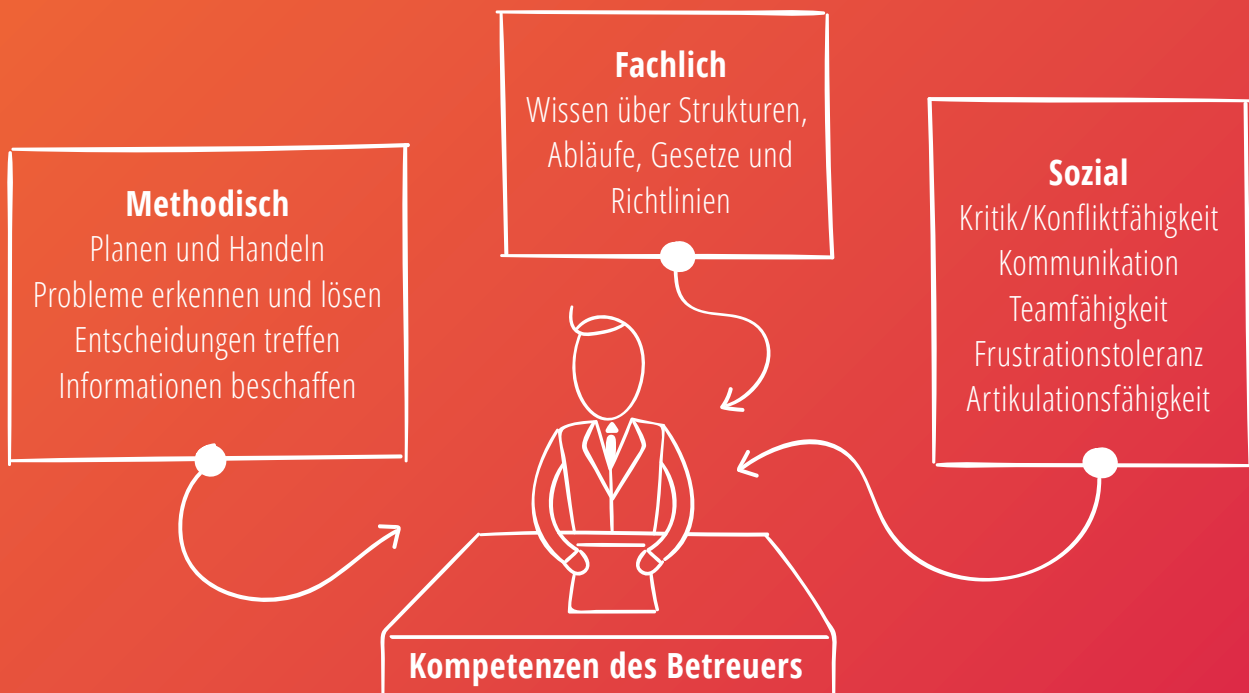 Methodisch
Planen und Handeln
Probleme erkennen und lösen
Entscheidungen treffen
Informationen beschaffen
Fachlich
Wissen über Strukturen,
Abläufe, Gesetze und
Richtlinien
Sozial
Kritik/Konfliktfähigkeit
Kommunikation
Teamfähigkeit
Frustrationstoleranz
Artikulationsfähigkeit
Kompetenzen des Betreuers